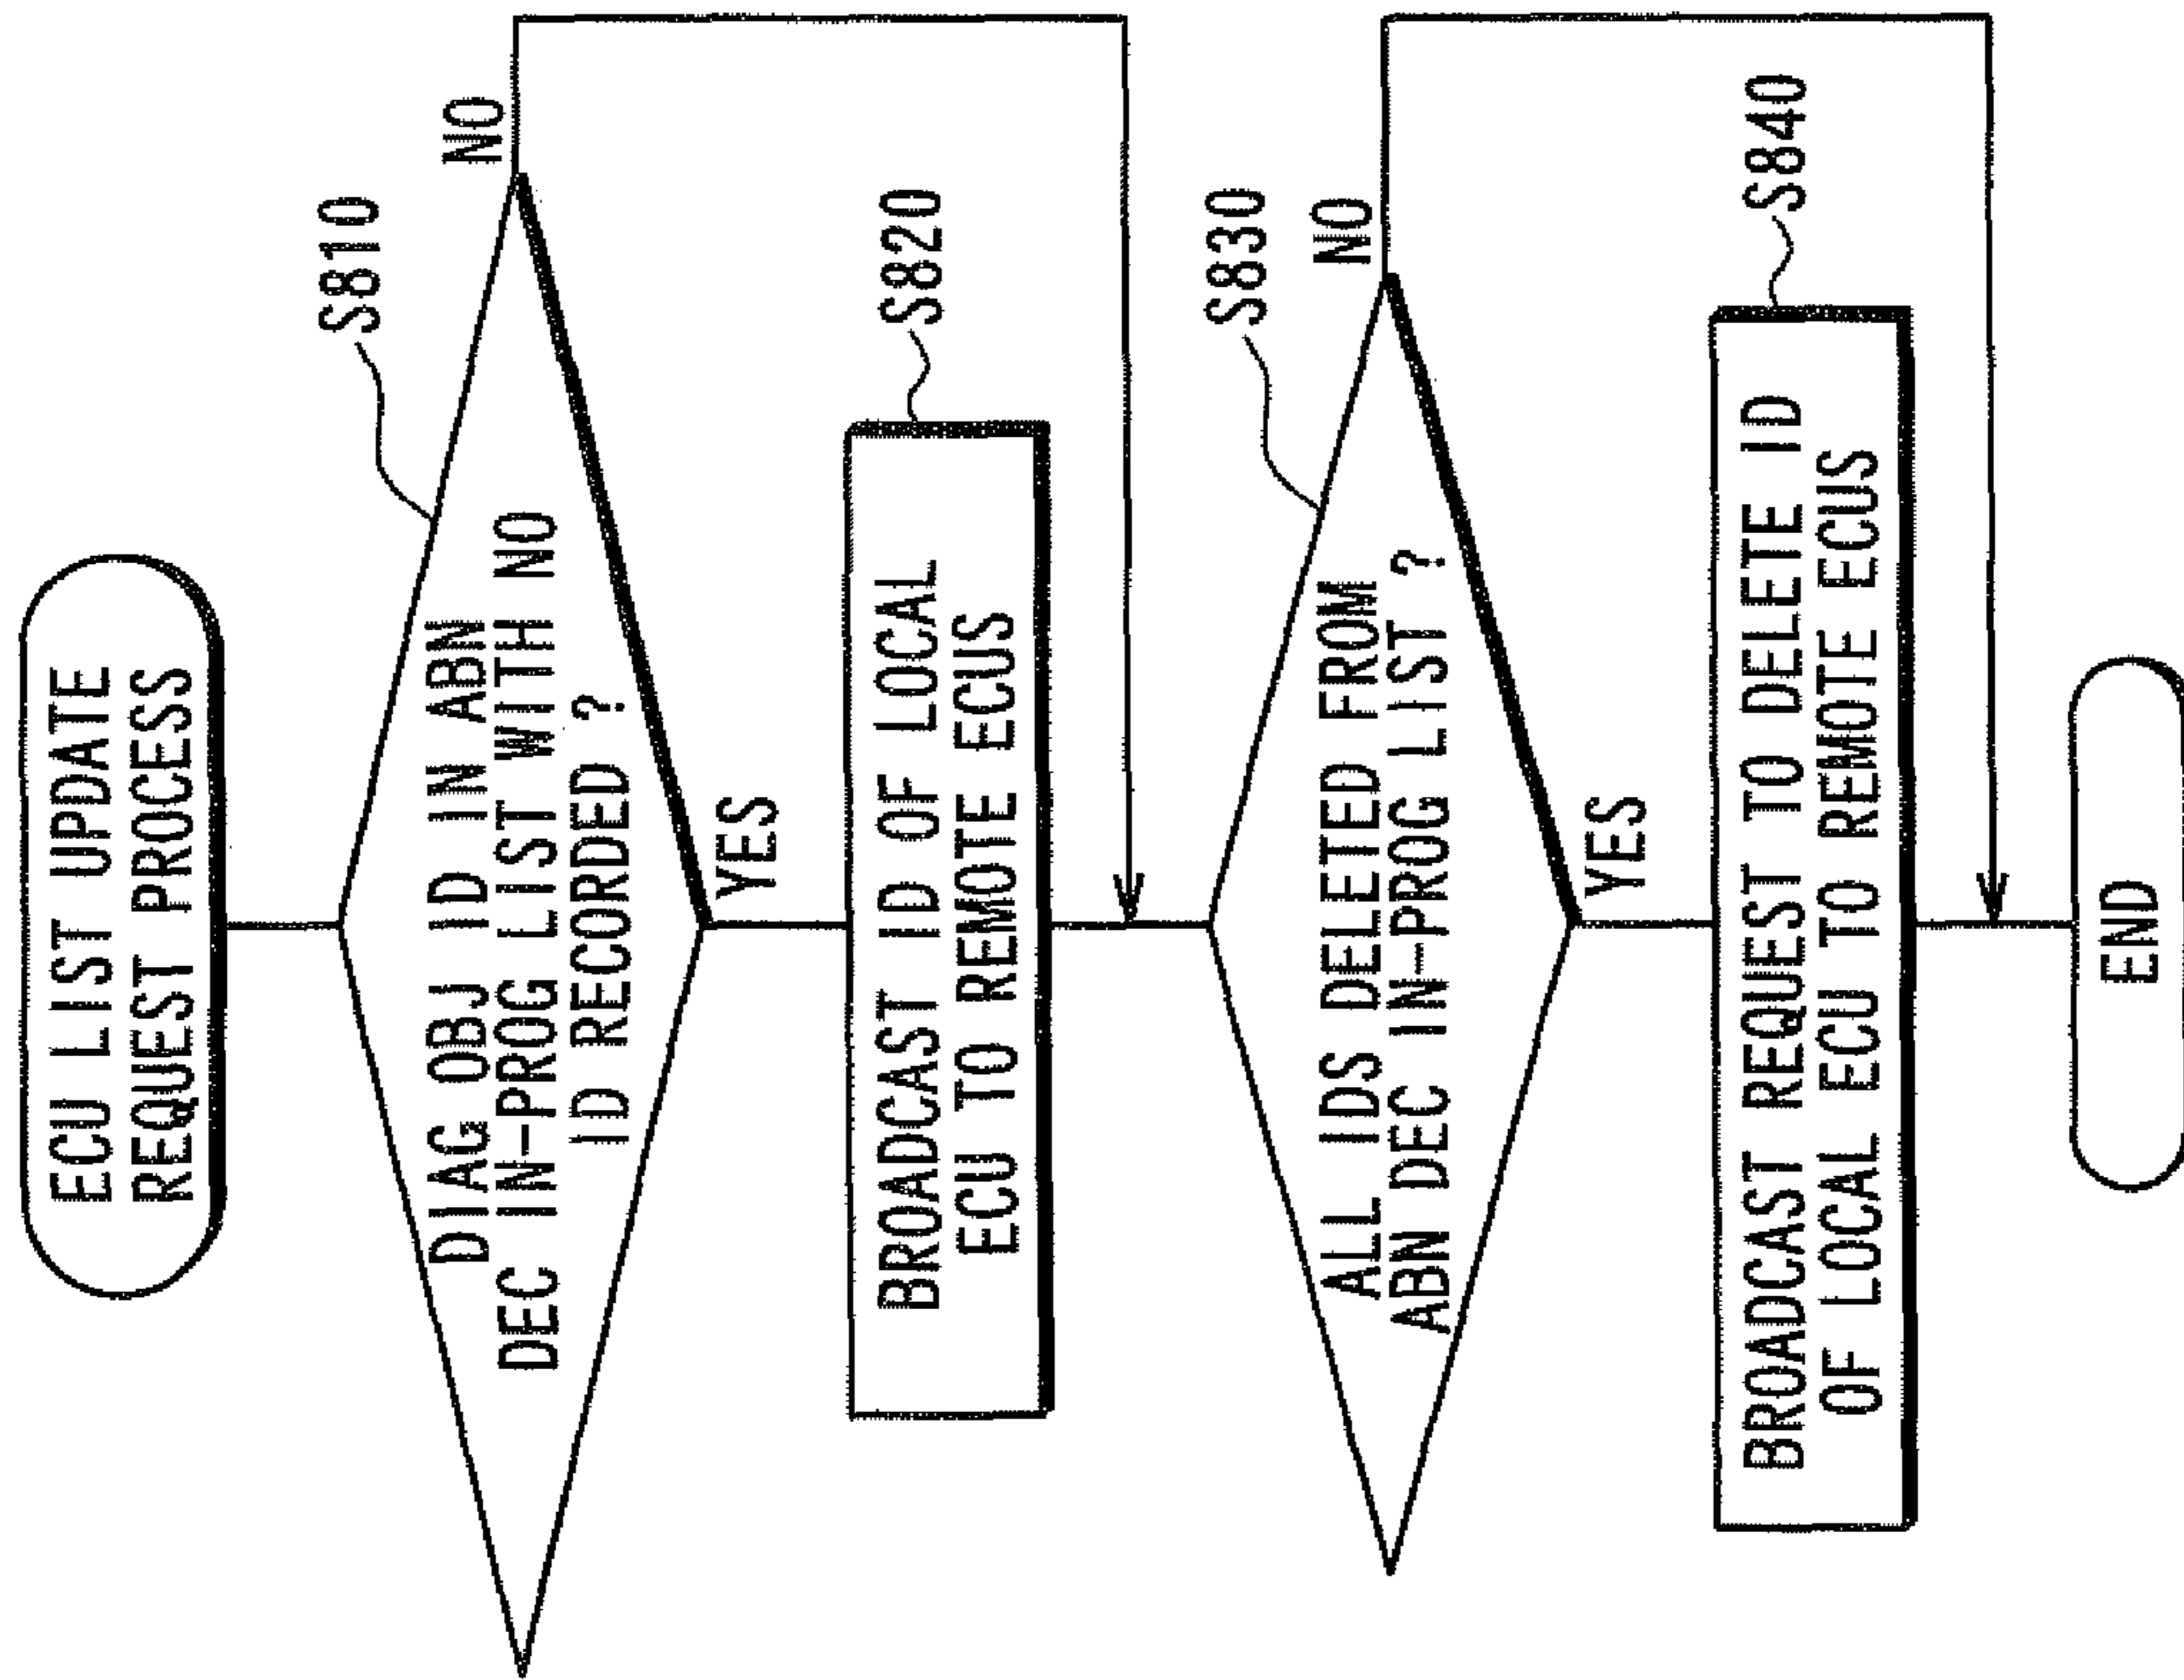 ECU LIST UPDATE
REQUEST PROCESS
S810
DIAG OBJ ID IN ABN
DEC IN-PROG LIST WITH NO
ID RECORDED ?
NO
YES
S820
BROADCAST ID OF LOCAL
ECU TO REMOTE ECUS
S830
ALL IDS DELETED FROM
ABN DEC IN-PROG LIST ?
NO
YES
S840
BROADCAST REQUEST TO DELETE ID
OF LOCAL ECU TO REMOTE ECUS
END